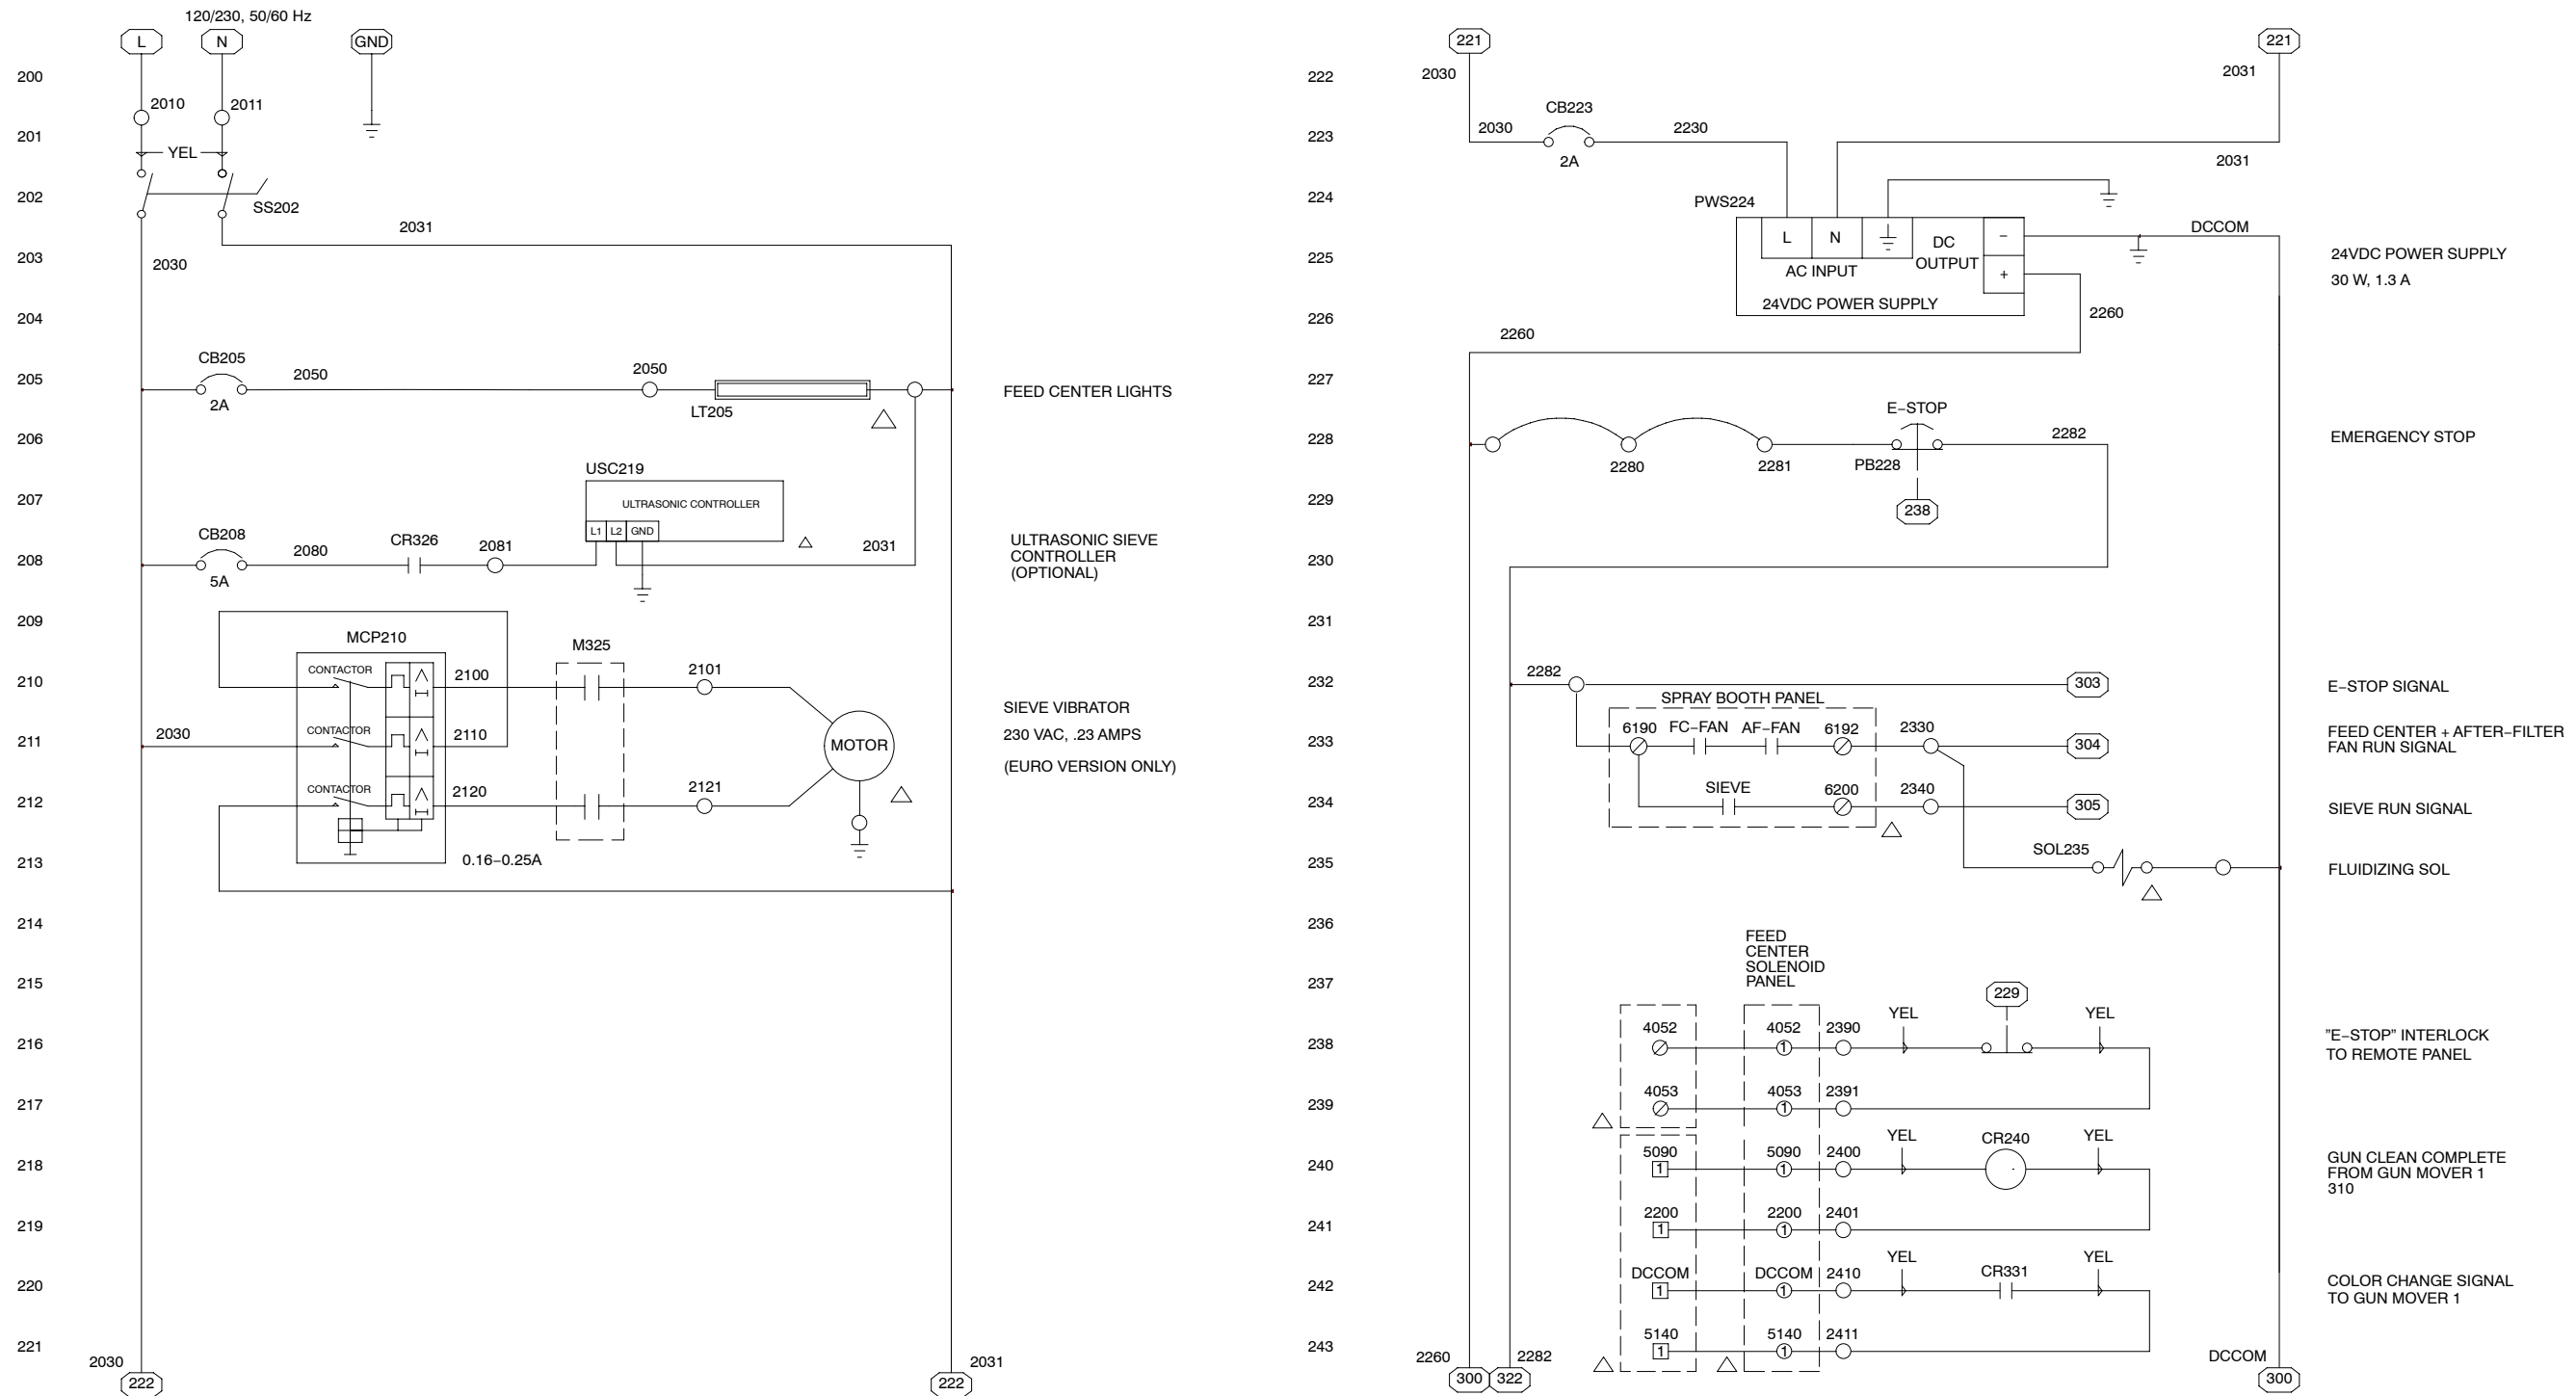 120/230, 50/60 Hz
L N GND
200
2010 2011
201
YEL
202
SS202
2031
203
2030
204
CB205
205 2050 2050 FEED CENTER LIGHTS
2A LT205
206
USC219
207 ULTRASONIC CONTROLLER
L1 L2 GND
CB208
208 2080 CR326 2081 2031
5A
ULTRASONIC SIEVE
CONTROLLER
(OPTIONAL)
209
MCP210 M325
CONTACTOR
210 2100 2101
SIEVE VIBRATOR
211 2030 CONTACTOR 2110 MOTOR
230 VAC, .23 AMPS
(EURO VERSION ONLY)
212 CONTACTOR 2120 2121
213 0.16–0.25A
214
215
216
217
218
219
220
221
2030 2031
222 222
221 221
222 2030 2031
CB223
223 2030 2230
2A 2031
224
PWS224
DCCOM
L N DC –
225 AC INPUT OUTPUT +
24VDC POWER SUPPLY
30 W, 1.3 A
24VDC POWER SUPPLY
226 2260
2260
227
E–STOP
228 2282 EMERGENCY STOP
2280 2281 PB228
229
238
230
231
232 2282 303 E–STOP SIGNAL
SPRAY BOOTH PANEL
6190 FC–FAN AF–FAN 6192 2330
233 304
FEED CENTER + AFTER–FILTER
FAN RUN SIGNAL
234 SIEVE 6200 2340 305 SIEVE RUN SIGNAL
235 SOL235 FLUIDIZING SOL
236
FEED
CENTER
SOLENOID
PANEL
237
229
4052 4052 2390 YEL YEL
238 1
”E–STOP” INTERLOCK
TO REMOTE PANEL
4053 4053 2391
239 1
YEL CR240 YEL
5090 5090 2400
240 1 1
GUN CLEAN COMPLETE
FROM GUN MOVER 1
310
2200 2200 2401
241 1 1
YEL CR331 YEL
DCCOM DCCOM 2410
242 1 1
COLOR CHANGE SIGNAL
TO GUN MOVER 1
5140 5140 2411
243 1 1
2260 2282 DCCOM
300 322 300